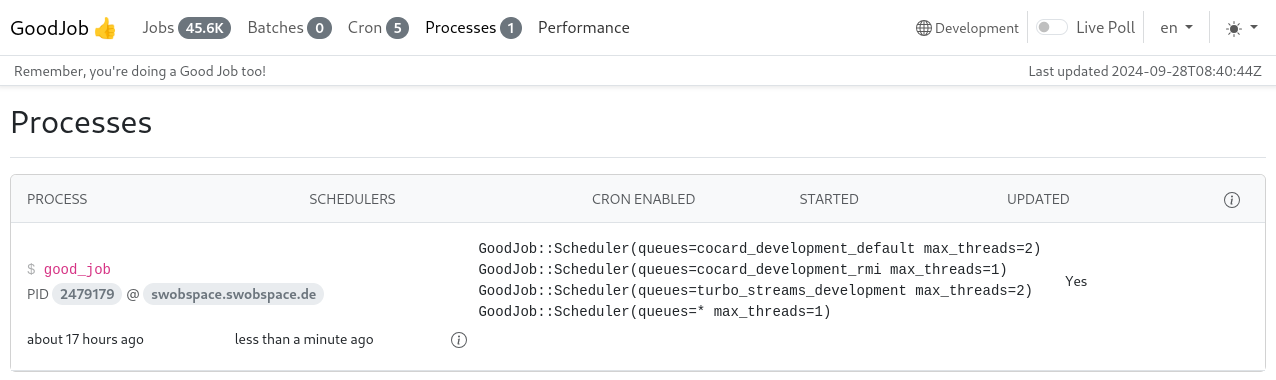 GoodJob 👍 Jobs 45.6K Batches 0 Cron 5 Processes 1 Performance Development Live Poll en
Remember, you're doing a Good Job too! Last updated 2024-09-28T08:40:44Z
Processes
PROCESS SCHEDULERS CRON ENABLED STARTED UPDATED
GoodJob::Scheduler(queues=cocard_development_default max_threads=2)
$ good_job GoodJob::Scheduler(queues=cocard_development_rmi max_threads=1)
Yes
PID 2479179 @ swobspace.swobspace.de GoodJob::Scheduler(queues=turbo_streams_development max_threads=2)
GoodJob::Scheduler(queues=* max_threads=1)
about 17 hours ago less than a minute ago